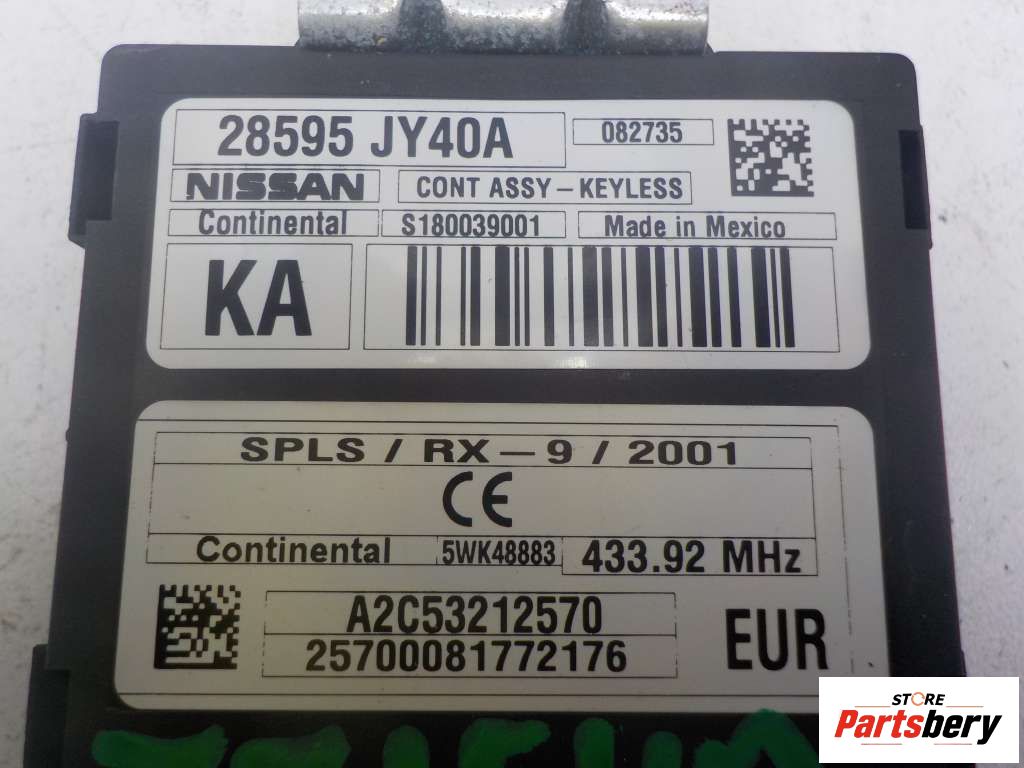 28595 JY40A 082735
NISSAN CONT ASSY – KEYLESS
Continental S180039001 Made in Mexico
KA
SPLS / RX – 9 / 2001
CE
Continental 5WK48883 433.92 MHz
A2C53212570
25700081772176
EUR
STORE
Partsbery